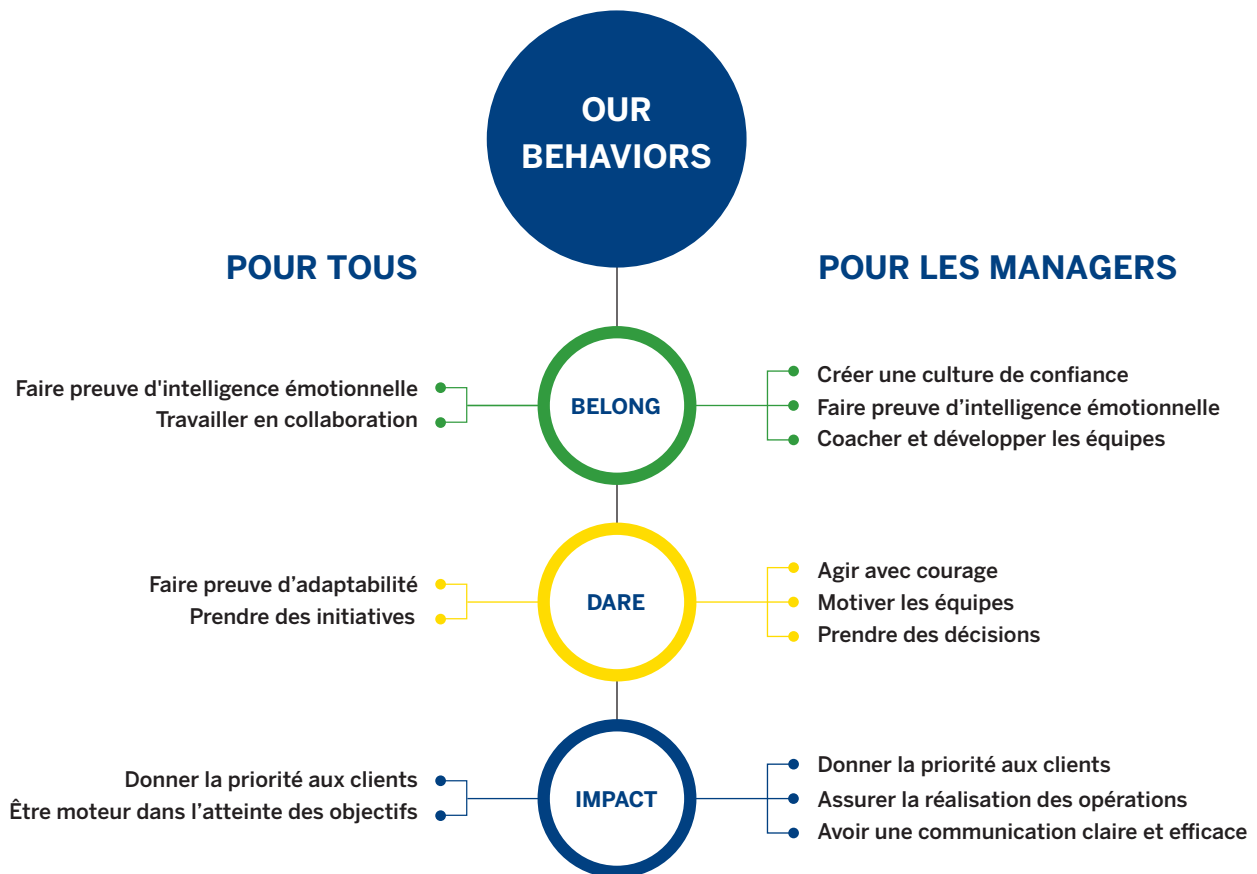 OUR
BEHAVIORS
POUR TOUS
POUR LES MANAGERS
Faire preuve d'intelligence émotionnelle
Travailler en collaboration
BELONG
Créer une culture de confiance
Faire preuve d’intelligence émotionnelle
Coacher et développer les équipes
Faire preuve d’adaptabilité
Prendre des initiatives
DARE
Agir avec courage
Motiver les équipes
Prendre des décisions
Donner la priorité aux clients
Être moteur dans l’atteinte des objectifs
IMPACT
Donner la priorité aux clients
Assurer la réalisation des opérations
Avoir une communication claire et efficace